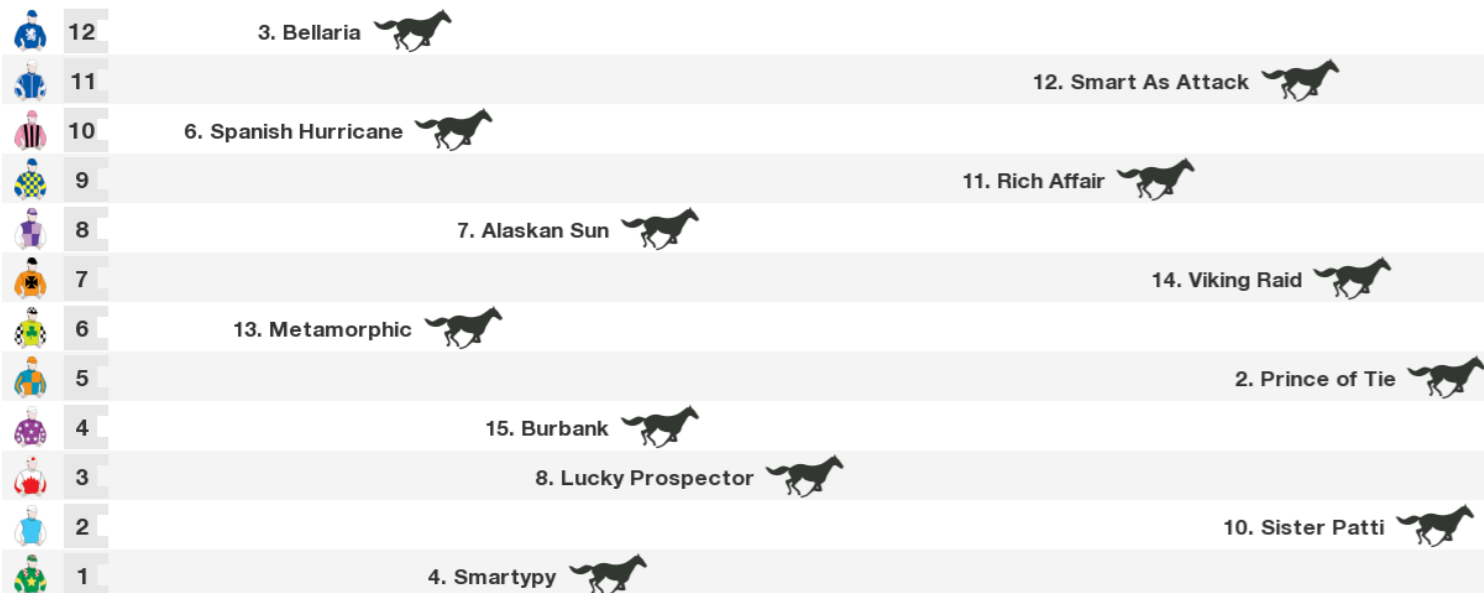 12 3. Bellaria
11 12. Smart As Attack
10 6. Spanish Hurricane
9 11. Rich Affair
8 7. Alaskan Sun
7 14. Viking Raid
6 13. Metamorphic
5 2. Prince of Tie
4 15. Burbank
3 8. Lucky Prospector
2 10. Sister Patti
1 4. Smartypy